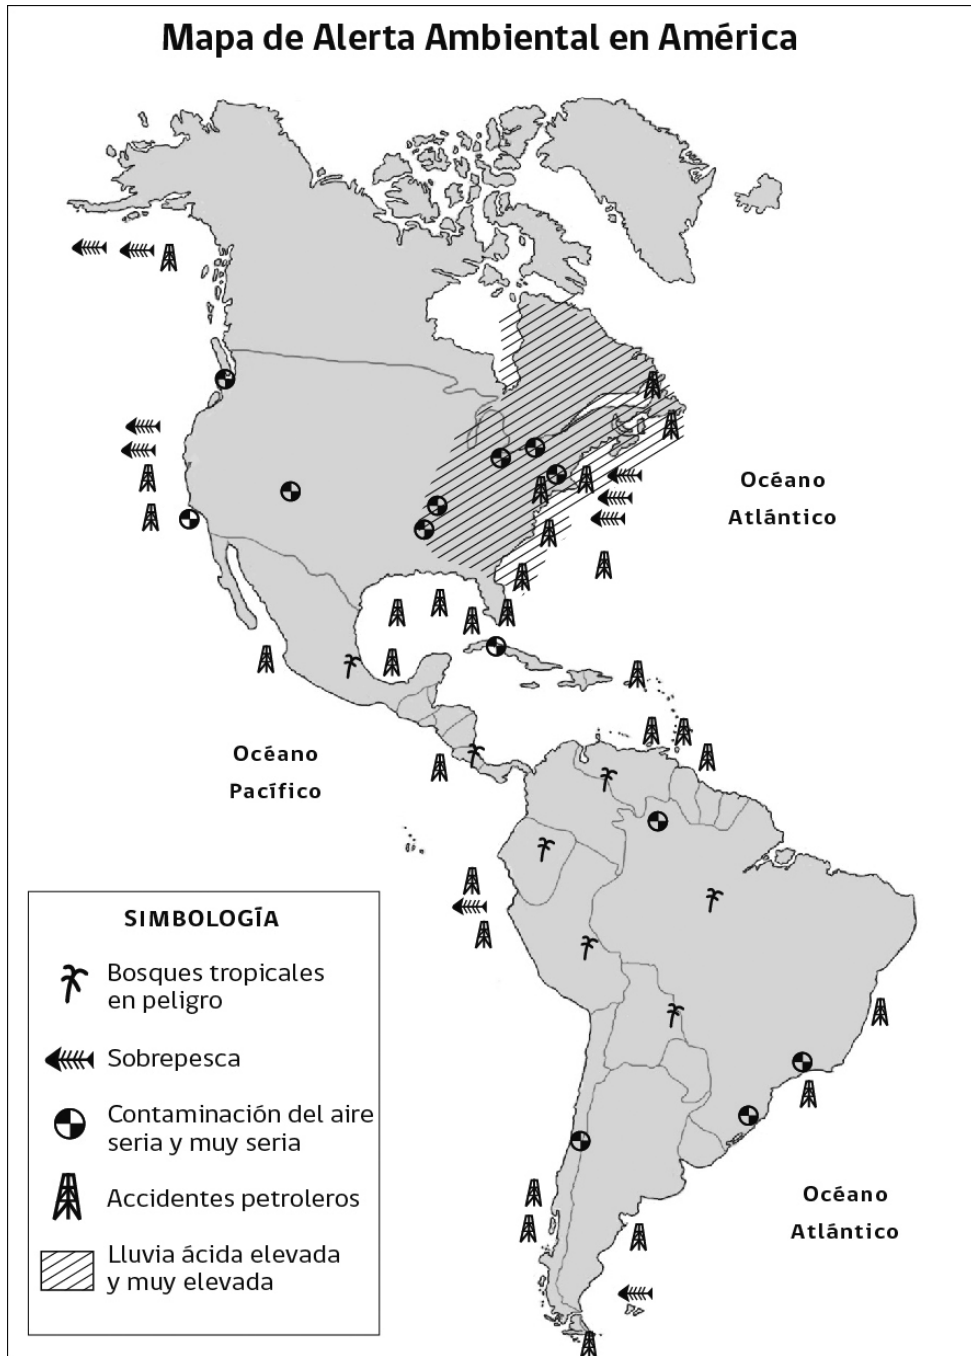 Mapa de Alerta Ambiental en América
Océano
Atlántico
Océano
Pacífico
SIMBOLOGÍA
Bosques tropicales
en peligro
Sobrepesca
Contaminación del aire
seria y muy seria
Accidentes petroleros
Lluvia ácida elevada
y muy elevada
Océano
Atlántico